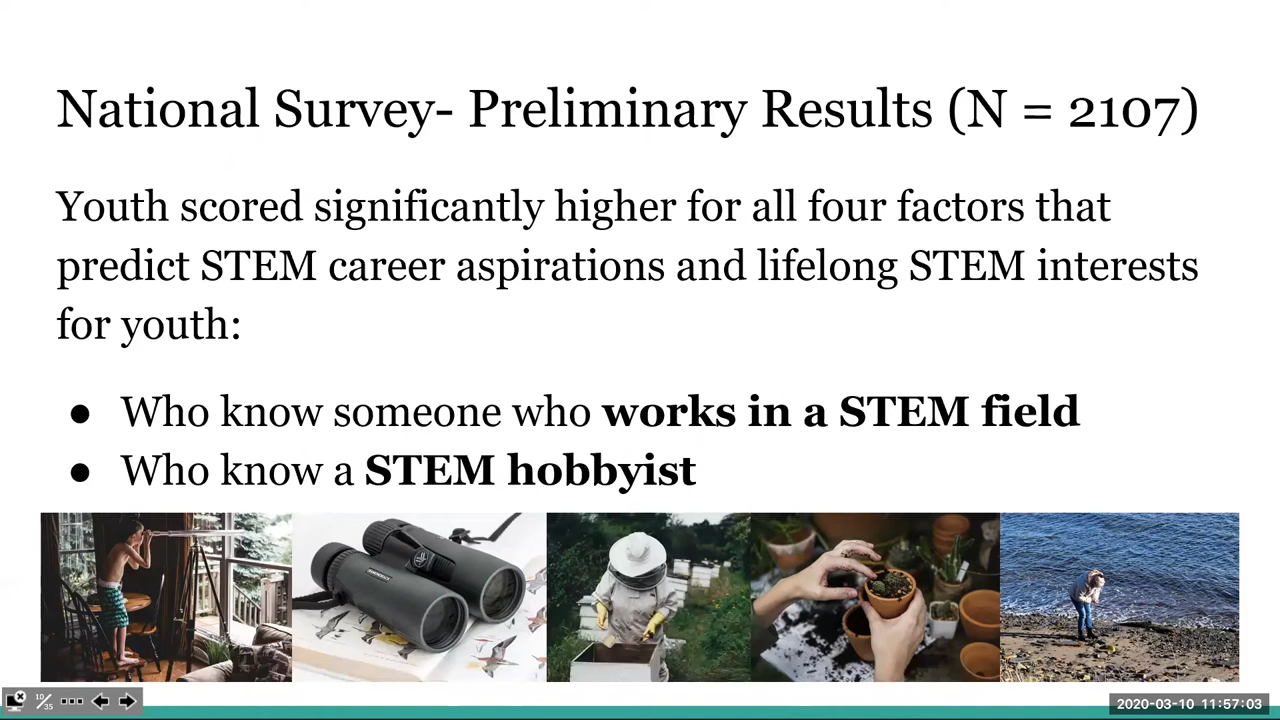 National Survey- Preliminary Results (N = 2107)
Youth scored significantly higher for all four factors that
predict STEM career aspirations and lifelong STEM interests
for youth:
● Who know someone who works in a STEM field
● Who know a STEM hobbyist
10/35
2020-03-10 11:57:03